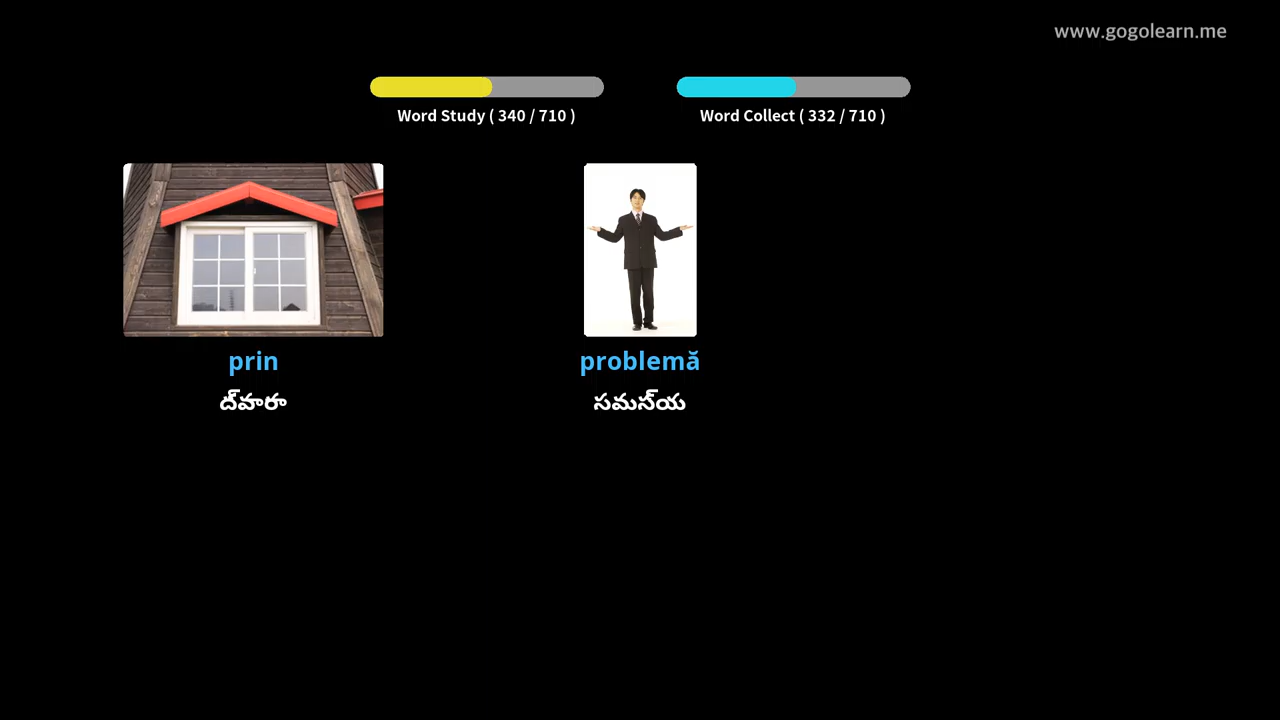 www.gogolearn.me
Word Study ( 340 / 710 )
Word Collect ( 332 / 710 )
prin
ద్వారా
problemă
సమస్య